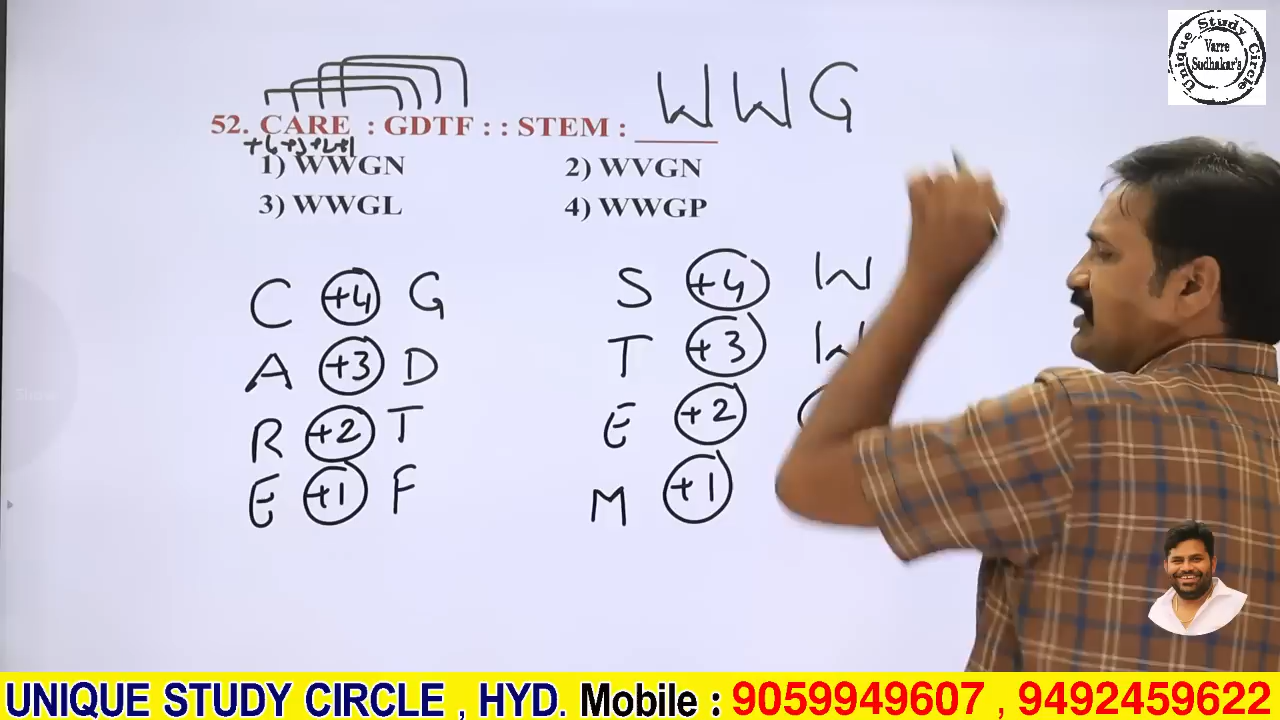 Unique Study Circle
Varre
Sudhakar's
W W G
52. CARE : GDTF : : STEM : ______
+4 +3 +2 +1
1) WWGN 2) WVGN
3) WWGL 4) WWGP
C +4 G S +4 W
A +3 D T +3 W
R +2 T E +2
E +1 F M +1
UNIQUE STUDY CIRCLE , HYD. Mobile : 9059949607 , 9492459622